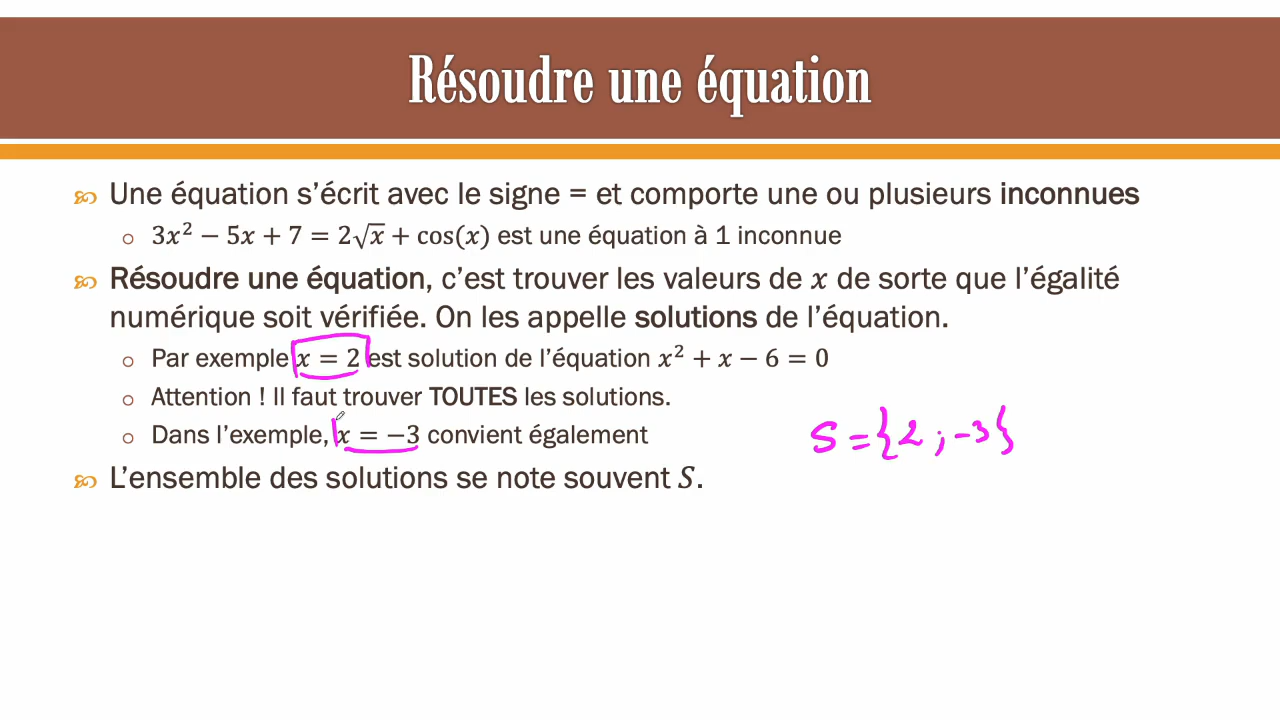 Résoudre une équation
Une équation s'écrit avec le signe = et comporte une ou plusieurs inconnues
3x² − 5x + 7 = 2√x + cos(x) est une équation à 1 inconnue
Résoudre une équation, c'est trouver les valeurs de x de sorte que l'égalité
numérique soit vérifiée. On les appelle solutions de l'équation.
Par exemple x = 2 est solution de l'équation x² + x − 6 = 0
Attention ! Il faut trouver TOUTES les solutions.
Dans l'exemple, x = −3 convient également
S = {2 ; -3}
L'ensemble des solutions se note souvent S.